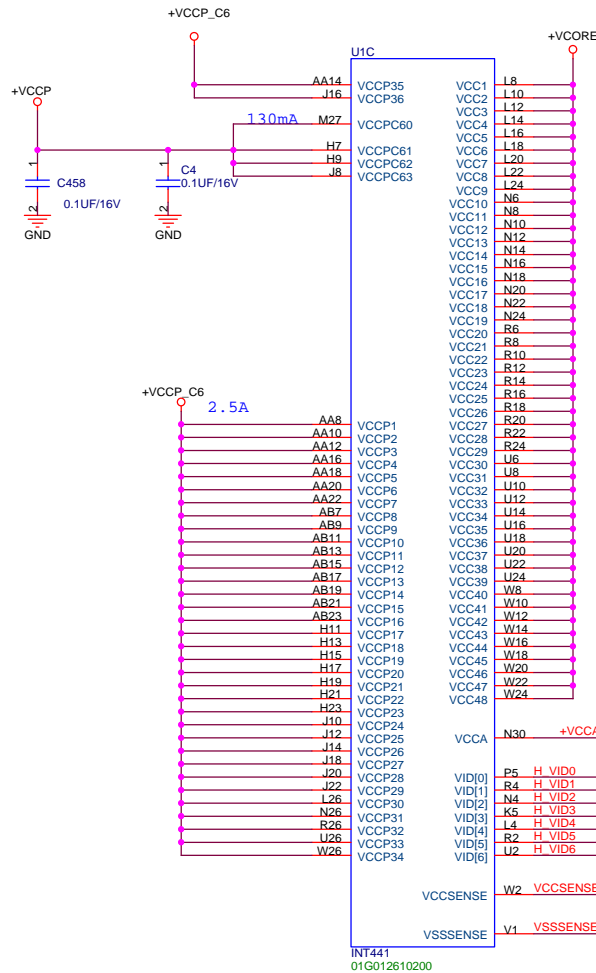 +VCCP_C6
+VCORE
U1C
AA14 VCCP35
J16 VCCP36
+VCCP
130mA
M27 VCCPC60
H7 VCCPC61
H9 VCCPC62
J8 VCCPC63
1
C458
0.1UF/16V
2
GND
1
C4
0.1UF/16V
2
GND
VCC1 L8
VCC2 L10
VCC3 L12
VCC4 L14
VCC5 L16
VCC6 L18
VCC7 L20
VCC8 L22
VCC9 L24
VCC10 N6
VCC11 N8
VCC12 N10
VCC13 N12
VCC14 N14
VCC15 N16
VCC16 N18
VCC17 N20
VCC18 N22
VCC19 N24
VCC20 R6
VCC21 R8
VCC22 R10
VCC23 R12
VCC24 R14
VCC25 R16
VCC26 R18
VCC27 R20
VCC28 R22
VCC29 R24
VCC30 U6
VCC31 U8
VCC32 U10
VCC33 U12
VCC34 U14
VCC35 U16
VCC36 U18
VCC37 U20
VCC38 U22
VCC39 U24
VCC40 W8
VCC41 W10
VCC42 W12
VCC43 W14
VCC44 W16
VCC45 W18
VCC46 W20
VCC47 W22
VCC48 W24
+VCCP_C6
2.5A
AA8 VCCP1
AA10 VCCP2
AA12 VCCP3
AA16 VCCP4
AA18 VCCP5
AA20 VCCP6
AA22 VCCP7
AB7 VCCP8
AB9 VCCP9
AB11 VCCP10
AB13 VCCP11
AB15 VCCP12
AB17 VCCP13
AB19 VCCP14
AB21 VCCP15
AB23 VCCP16
H11 VCCP17
H13 VCCP18
H15 VCCP19
H17 VCCP20
H19 VCCP21
H21 VCCP22
H23 VCCP23
J10 VCCP24
J12 VCCP25
J14 VCCP26
J18 VCCP27
J20 VCCP28
J22 VCCP29
L26 VCCP30
N26 VCCP31
R26 VCCP32
U26 VCCP33
W26 VCCP34
VCCA N30 +VCCA
VID[0] P5 H_VID0
VID[1] R4 H_VID1
VID[2] N4 H_VID2
VID[3] K5 H_VID3
VID[4] L4 H_VID4
VID[5] R2 H_VID5
VID[6] U2 H_VID6
VCCSENSE W2 VCCSENSE
VSSSENSE V1 VSSSENSE
INT441
01G012610200